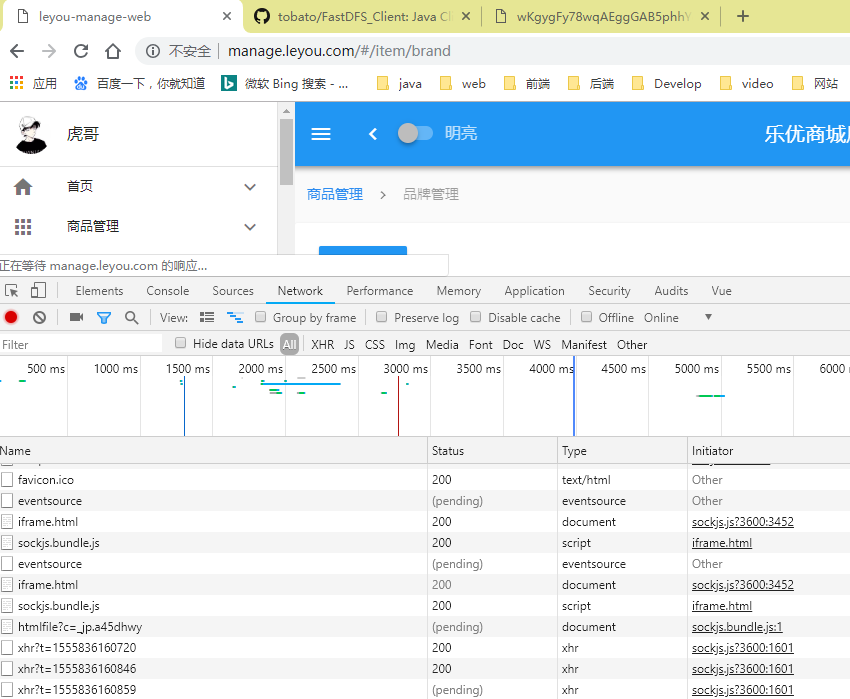 leyou-manage-web
tobato/FastDFS_Client: Java Cl
wKgygFy78wqAEggGAB5phhY
不安全 manage.leyou.com/#/item/brand
应用 百度一下，你就知道 微软 Bing 搜索 - ... java web 前端 后端 Develop video 网站
虎哥
明亮
乐优商城
首页
商品管理 > 品牌管理
商品管理
正在等待 manage.leyou.com 的响应...
Elements Console Sources Network Performance Memory Application Security Audits Vue
View: Group by frame Preserve log Disable cache Offline Online
Filter Hide data URLs All XHR JS CSS Img Media Font Doc WS Manifest Other
500 ms 1000 ms 1500 ms 2000 ms 2500 ms 3000 ms 3500 ms 4000 ms 4500 ms 5000 ms 5500 ms 6000
Name Status Type Initiator
favicon.ico 200 text/html Other
eventsource (pending) eventsource Other
iframe.html 200 document sockjs.js?3600:3452
sockjs.bundle.js 200 script iframe.html
eventsource (pending) eventsource Other
iframe.html 200 document sockjs.js?3600:3452
sockjs.bundle.js 200 script iframe.html
htmlfile?c=_jp.a45dhwy (pending) document sockjs.bundle.js:1
xhr?t=1555836160720 200 xhr sockjs.js?3600:1601
xhr?t=1555836160846 200 xhr sockjs.js?3600:1601
xhr?t=1555836160859 (pending) xhr sockjs.js?3600:1601